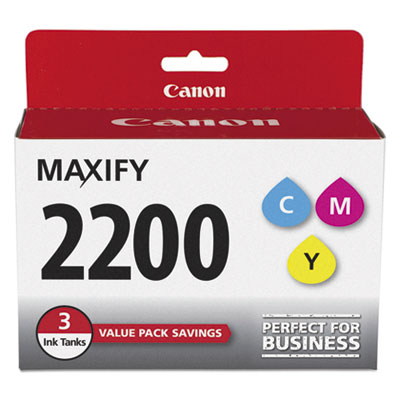 Canon
Canon
MAXIFY
2200
C
M
Y
3
Ink Tanks
VALUE PACK SAVINGS
PERFECT FOR
BUSINESS